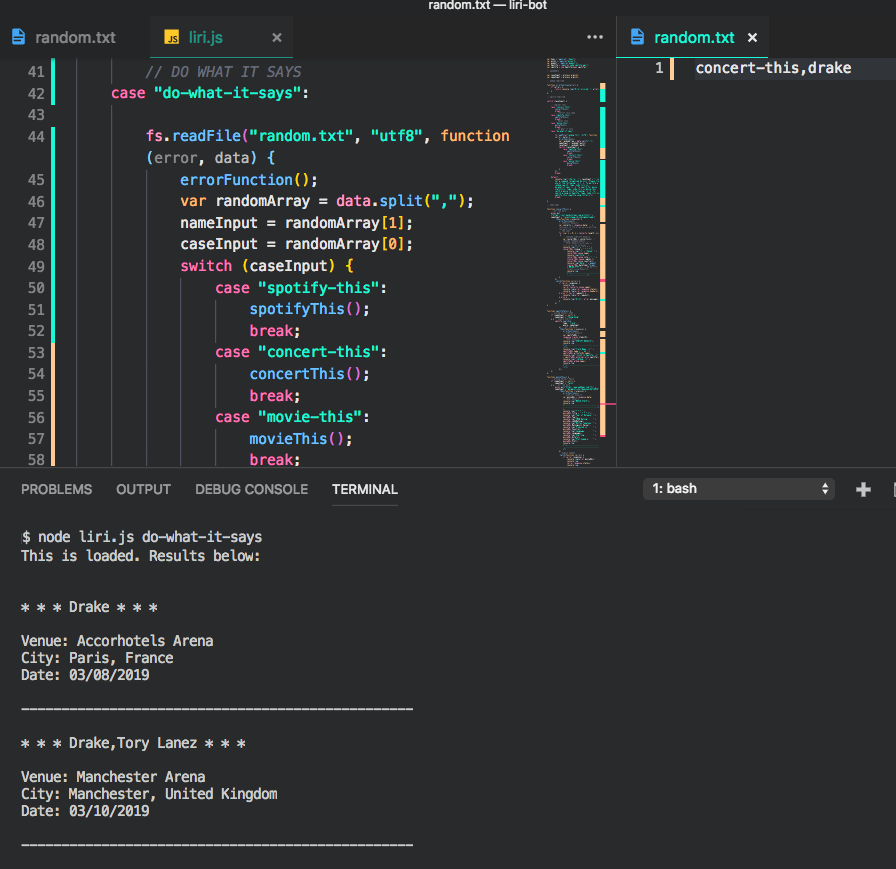 random.txt — liri-bot
random.txt
JS liri.js ×
···
random.txt ×
41 // DO WHAT IT SAYS
42 case "do-what-it-says":
43
44 fs.readFile("random.txt", "utf8", function
(error, data) {
45 errorFunction();
46 var randomArray = data.split(",");
47 nameInput = randomArray[1];
48 caseInput = randomArray[0];
49 switch (caseInput) {
50 case "spotify-this":
51 spotifyThis();
52 break;
53 case "concert-this":
54 concertThis();
55 break;
56 case "movie-this":
57 movieThis();
58 break;
1 concert-this,drake
PROBLEMS OUTPUT DEBUG CONSOLE TERMINAL
1: bash
$ node liri.js do-what-it-says
This is loaded. Results below:
* * * Drake * * *
Venue: Accorhotels Arena
City: Paris, France
Date: 03/08/2019
-------------------------------------------------
* * * Drake,Tory Lanez * * *
Venue: Manchester Arena
City: Manchester, United Kingdom
Date: 03/10/2019
-------------------------------------------------